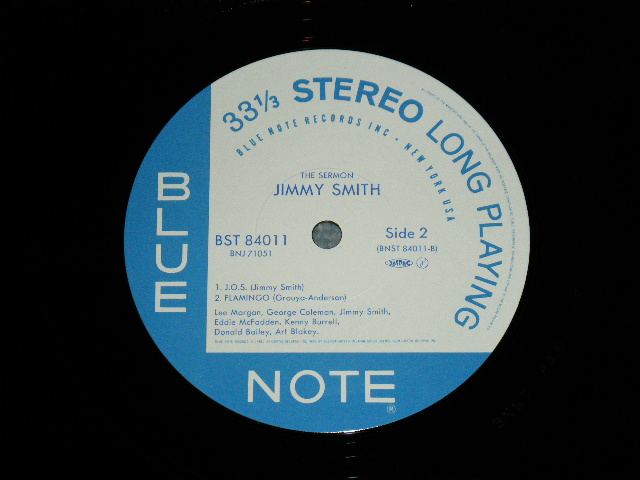 33⅓ STEREO LONG PLAYING
BLUE NOTE RECORDS INC • NEW YORK USA
THE SERMON
JIMMY SMITH
BST 84011
BNJ 71051
Side 2
(BNST 84011-B)
1. J.O.S. (Jimmy Smith)
2. FLAMINGO (Grouya-Anderson)
Lee Morgan, George Coleman, Jimmy Smith,
Eddie McFadden, Kenny Burrell,
Donald Bailey, Art Blakey.
BLUE
NOTE®